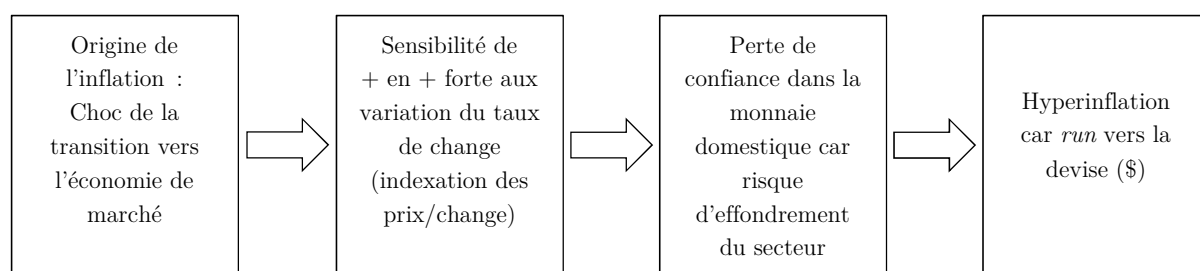 Origine de
l'inflation :
Choc de la
transition vers
l'économie de
marché
Sensibilité de
+ en + forte aux
variation du taux
de change
(indexation des
prix/change)
Perte de
confiance dans la
monnaie
domestique car
risque
d'effondrement
du secteur
Hyperinflation
car run vers la
devise ($)